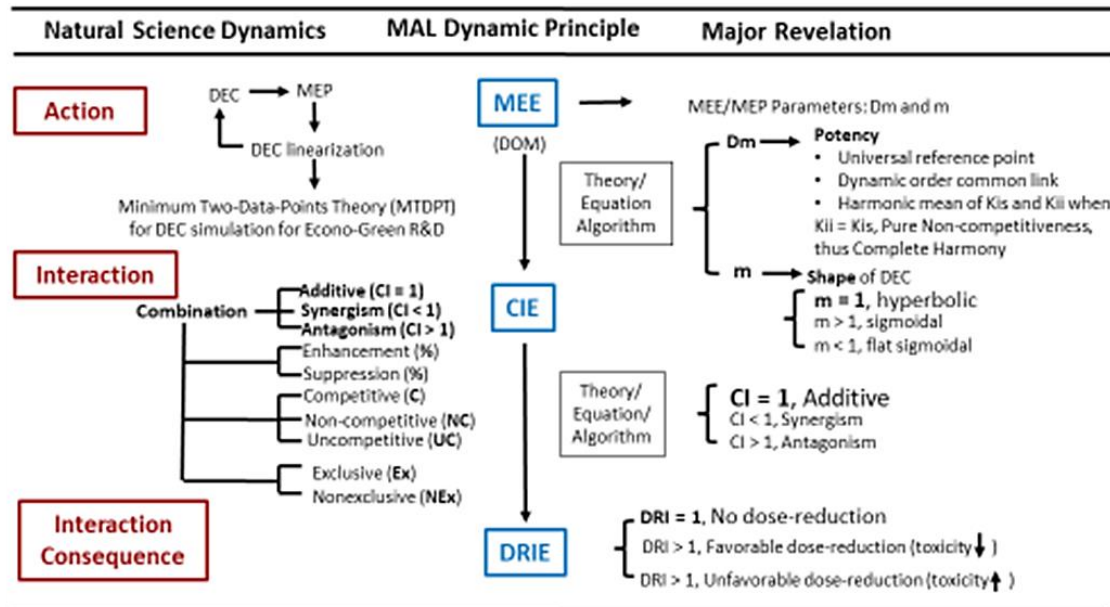 Natural Science Dynamics
MAL Dynamic Principle
Major Revelation
Action
DEC
MEP
DEC linearization
Minimum Two-Data-Points Theory (MTDPT)
for DEC simulation for Econo-Green R&D
MEE
(DOM)
MEE/MEP Parameters: Dm and m
Theory/
Equation
Algorithm
Dm
Potency
• Universal reference point
• Dynamic order common link
• Harmonic mean of Kis and Kii when
Kii = Kis, Pure Non-competitiveness,
thus Complete Harmony
m
Shape of DEC
m = 1, hyperbolic
m > 1, sigmoidal
m < 1, flat sigmoidal
Interaction
Combination
Additive (CI = 1)
Synergism (CI < 1)
Antagonism (CI > 1)
Enhancement (%)
Suppression (%)
Competitive (C)
Non-competitive (NC)
Uncompetitive (UC)
Exclusive (Ex)
Nonexclusive (NEx)
CIE
Theory/
Equation/
Algorithm
CI = 1, Additive
CI < 1, Synergism
CI > 1, Antagonism
Interaction
Consequence
DRIE
DRI = 1, No dose-reduction
DRI > 1, Favorable dose-reduction (toxicity↓ )
DRI > 1, Unfavorable dose-reduction (toxicity↑ )